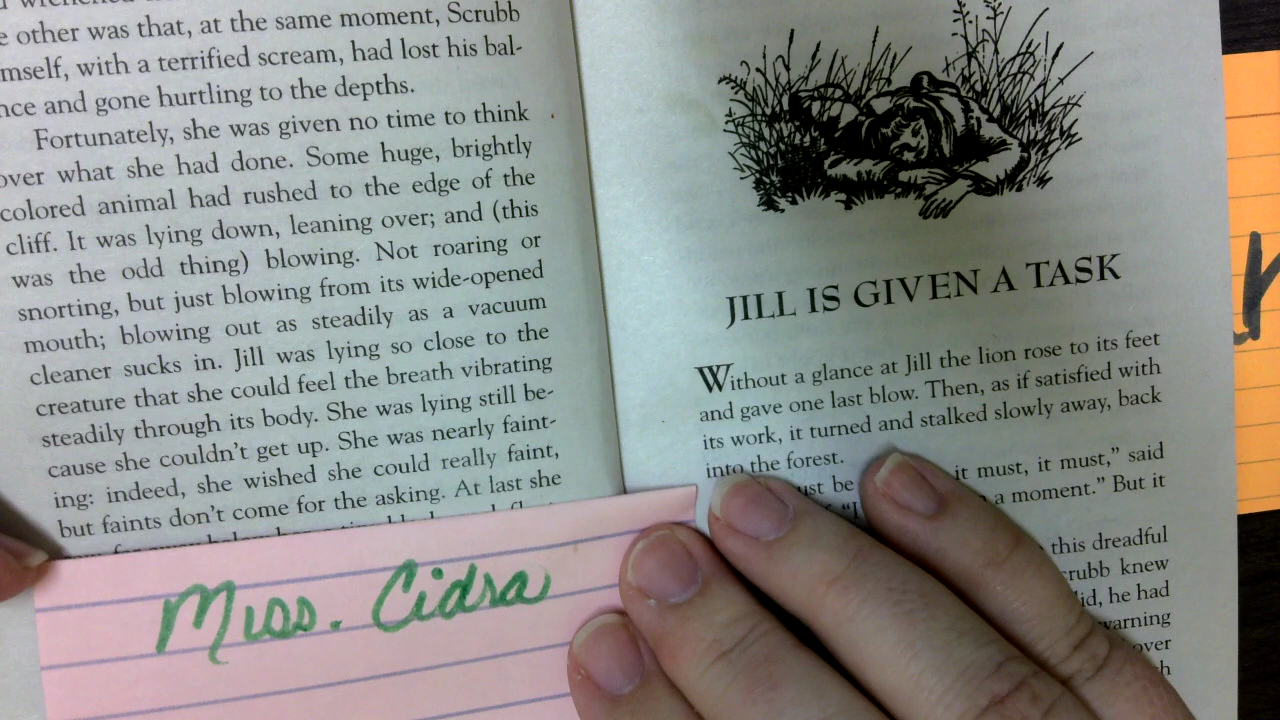 other was that, at the same moment, Scrubb
mself, with a terrified scream, had lost his bal-
nce and gone hurtling to the depths.
Fortunately, she was given no time to think
over what she had done. Some huge, brightly
colored animal had rushed to the edge of the
cliff. It was lying down, leaning over; and (this
was the odd thing) blowing. Not roaring or
snorting, but just blowing from its wide-opened
mouth; blowing out as steadily as a vacuum
cleaner sucks in. Jill was lying so close to the
creature that she could feel the breath vibrating
steadily through its body. She was lying still be-
cause she couldn't get up. She was nearly faint-
ing: indeed, she wished she could really faint,
but faints don't come for the asking. At last she
Miss. Cidra
JILL IS GIVEN A TASK
Without a glance at Jill the lion rose to its feet
and gave one last blow. Then, as if satisfied with
its work, it turned and stalked slowly away, back
into the forest.
ust be it must, it must," said
a moment." But it
this dreadful
crubb knew
lid, he had
warning
over